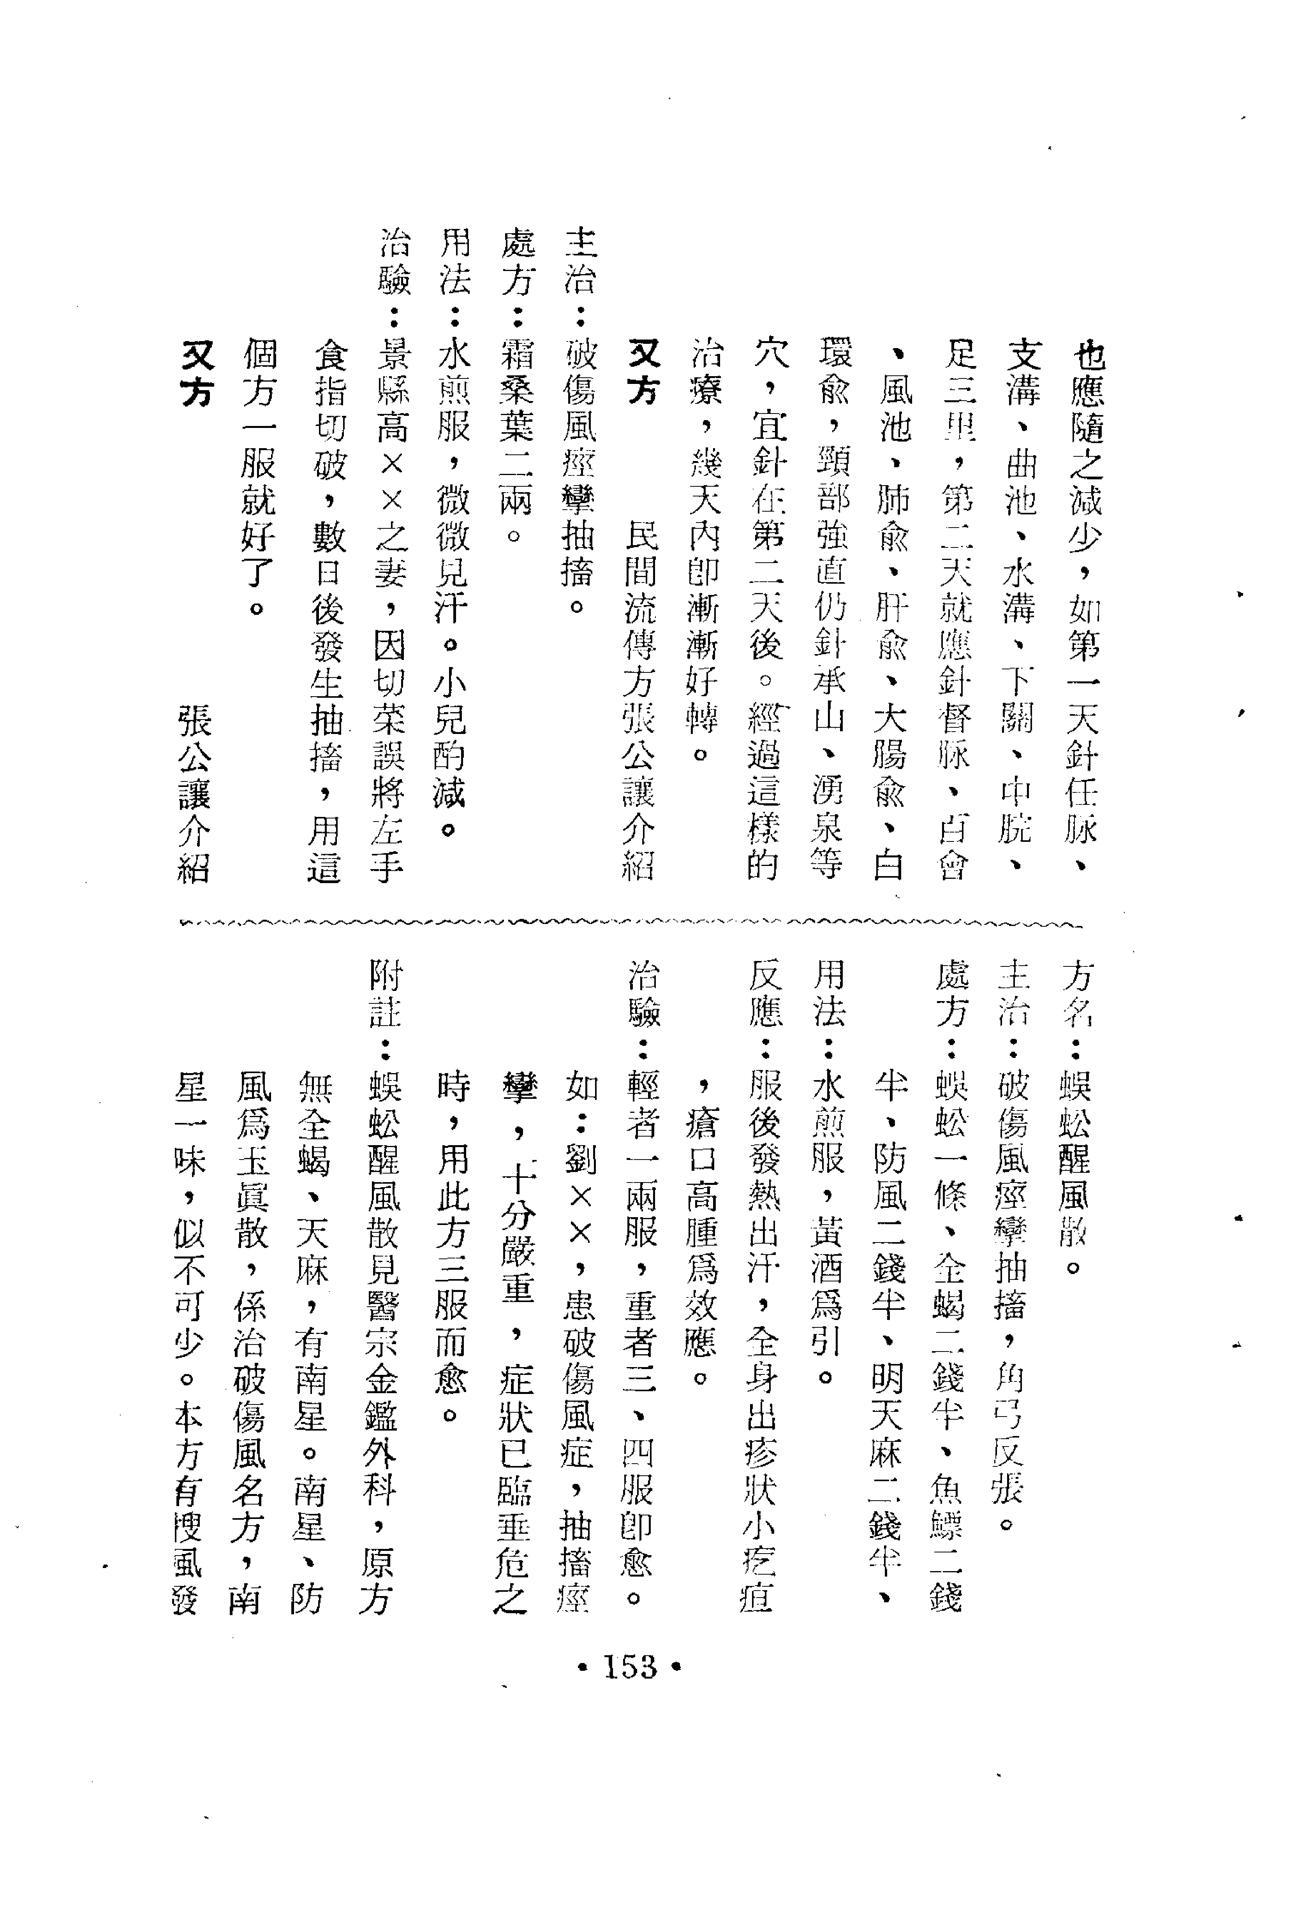 也應隨之減少，如第一天針任脉、
支溝、曲池、水溝、下關、中脘、
足三里，第二天就應針督脉、百會
、風池、肺俞、肝俞、大腸俞、白
環俞，頸部強直仍針承山、湧泉等
穴，宜針在第二天後。經過這樣的
治療，幾天內卽漸漸好轉。
又方　民間流傳方張公讓介紹
主治：破傷風痙攣抽搐。
處方：霜桑葉二兩。
用法：水煎服，微微見汗。小兒酌減。
治驗：景縣高××之妻，因切菜誤將左手
食指切破，數日後發生抽搐，用這
個方一服就好了。
又方　張公讓介紹
方名：蜈蚣醒風散。
主治：破傷風痙攣抽搐，角弓反張。
處方：蜈蚣一條、全蝎二錢半、魚鰾二錢
半、防風二錢半、明天麻二錢半、
用法：水煎服，黃酒爲引。
反應：服後發熱出汗，全身出疹狀小疙疸
，瘡口高腫爲效應。
治驗：輕者一兩服，重者三、四服卽愈。
如：劉××，患破傷風症，抽搐痙
攣，十分嚴重，症狀已臨垂危之
時，用此方三服而愈。
附註：蜈蚣醒風散見醫宗金鑑外科，原方
無全蝎、天麻，有南星。南星、防
風爲玉眞散，係治破傷風名方，南
星一味，似不可少。本方有搜風發
•153•